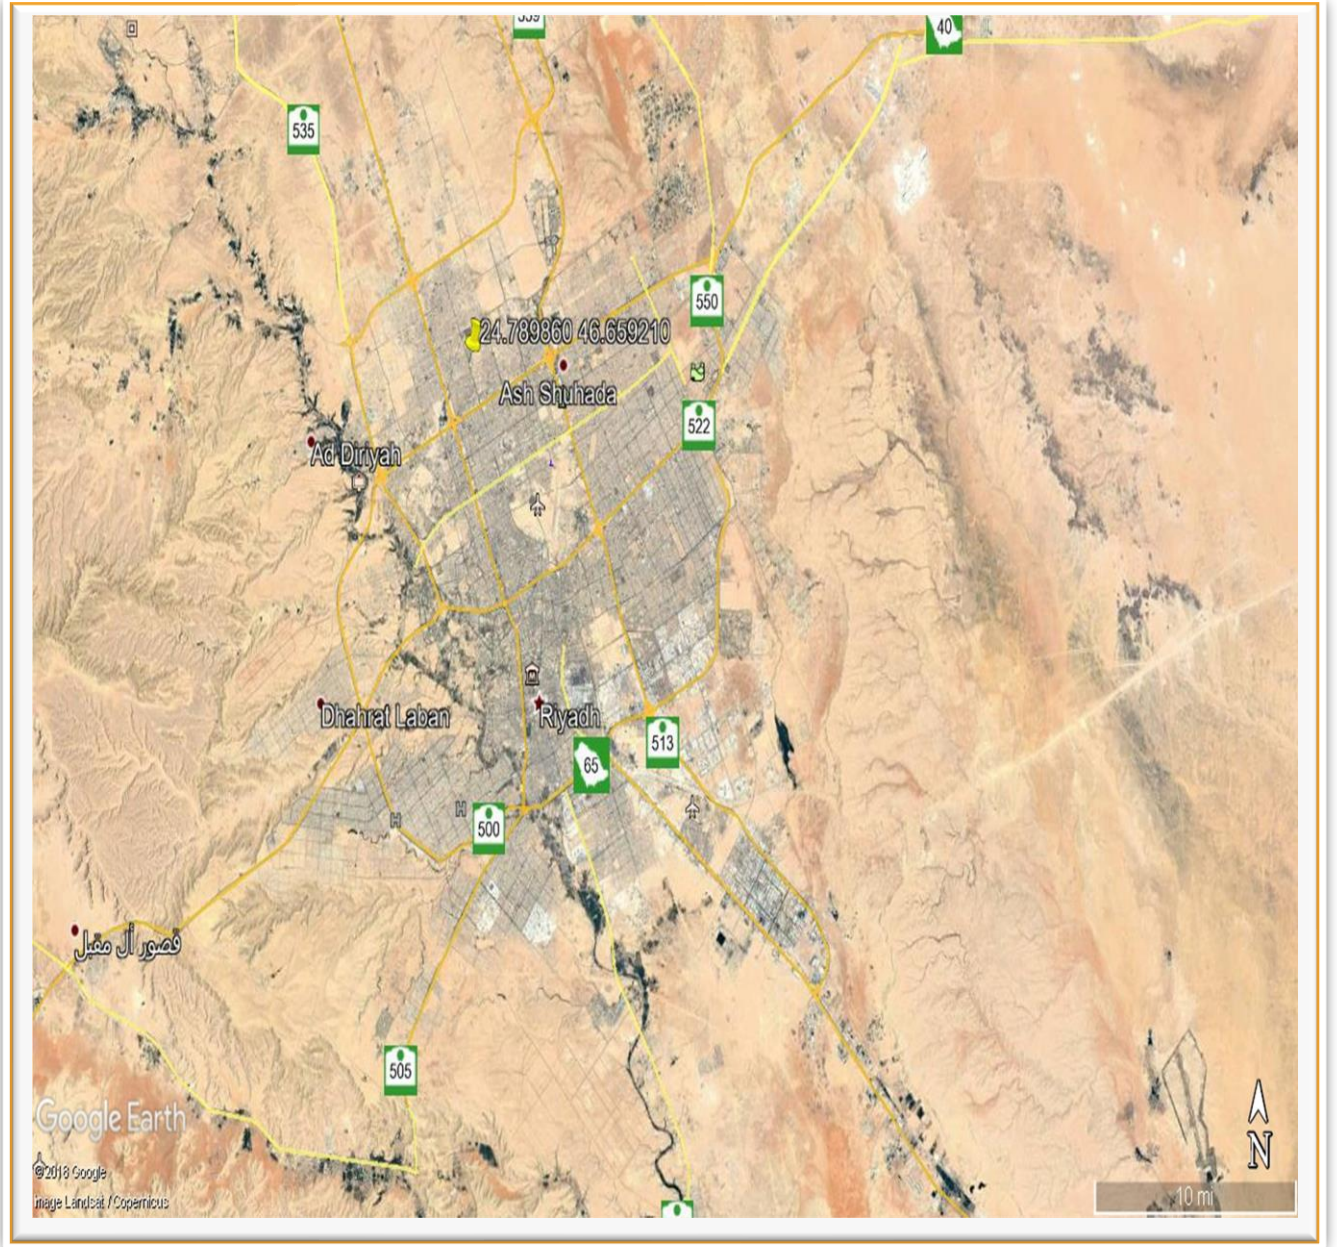 539
40
535
550
24.789860 46.659210
Ash Shuhada
522
Ad Diriyah
H
H
Dhahrat Laban
Riyadh
513
65
500
قصور آل مقبل
505
Google Earth
©2018 Google
Image Landsat / Copernicus
N
10 mi